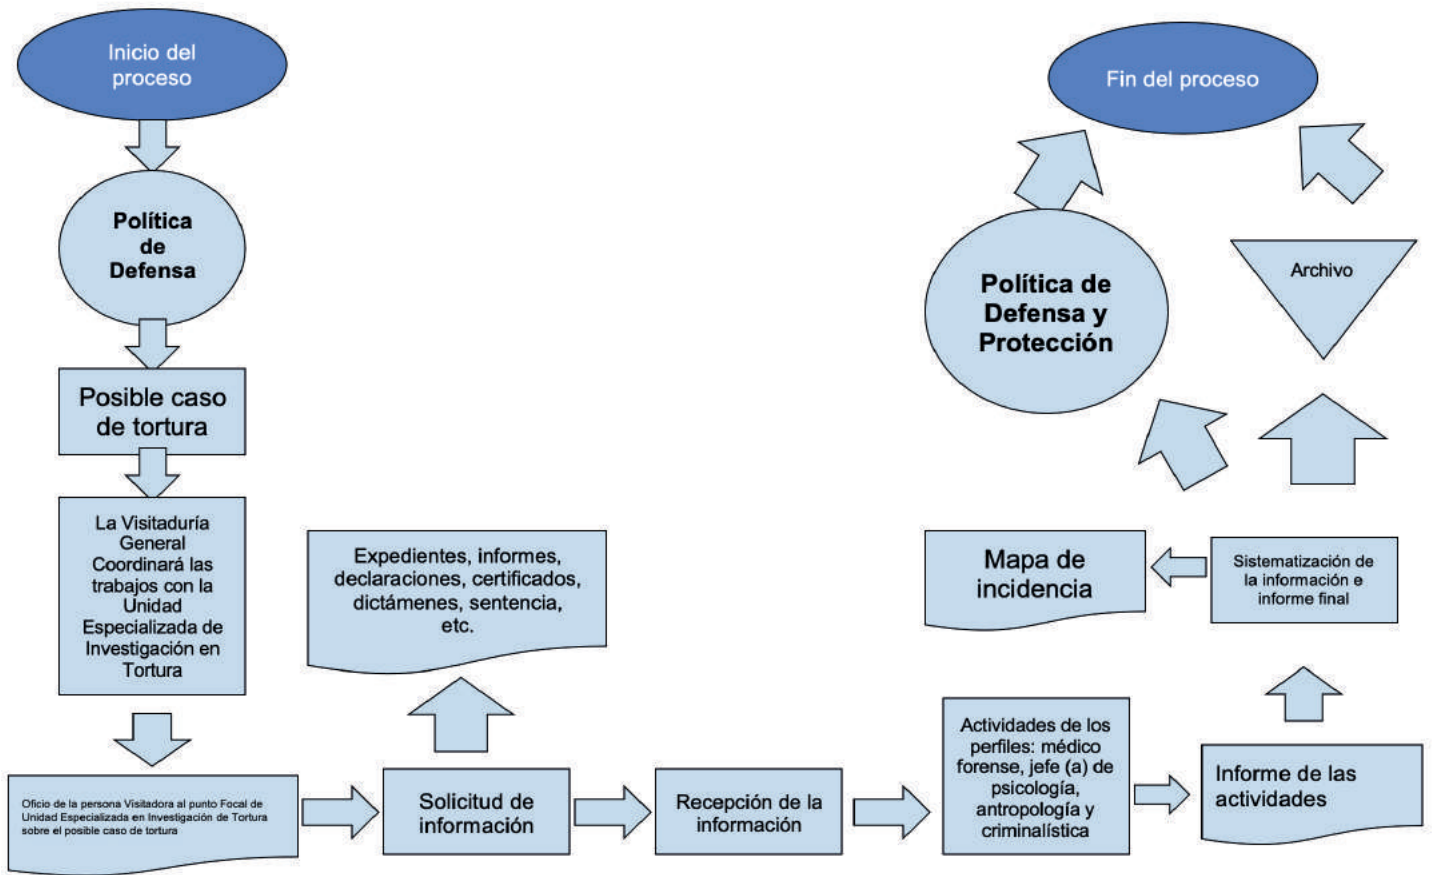 Inicio del
proceso
Política
de
Defensa
Posible caso
de tortura
La Visitaduría
General
Coordinará las
trabajos con la
Unidad
Especializada de
Investigación en
Tortura
Oficio de la persona Visitadora al punto Focal de
Unidad Especializada en Investigación de Tortura
sobre el posible caso de tortura
Solicitud de
información
Expedientes, informes,
declaraciones, certificados,
dictámenes, sentencia,
etc.
Recepción de la
información
Actividades de los
perfiles: médico
forense, jefe (a) de
psicología,
antropología y
criminalística
Informe de las
actividades
Sistematización de
la información e
informe final
Mapa de
incidencia
Política de
Defensa y
Protección
Archivo
Fin del proceso